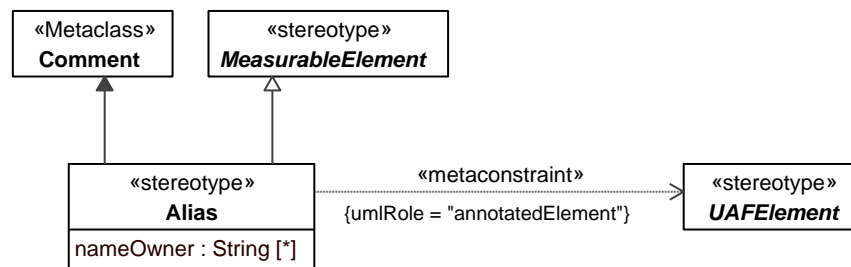 «Metaclass»
Comment
«stereotype»
MeasurableElement
«stereotype»
Alias
nameOwner : String [*]
«metaconstraint»
{umlRole = "annotatedElement"}
«stereotype»
UAFElement